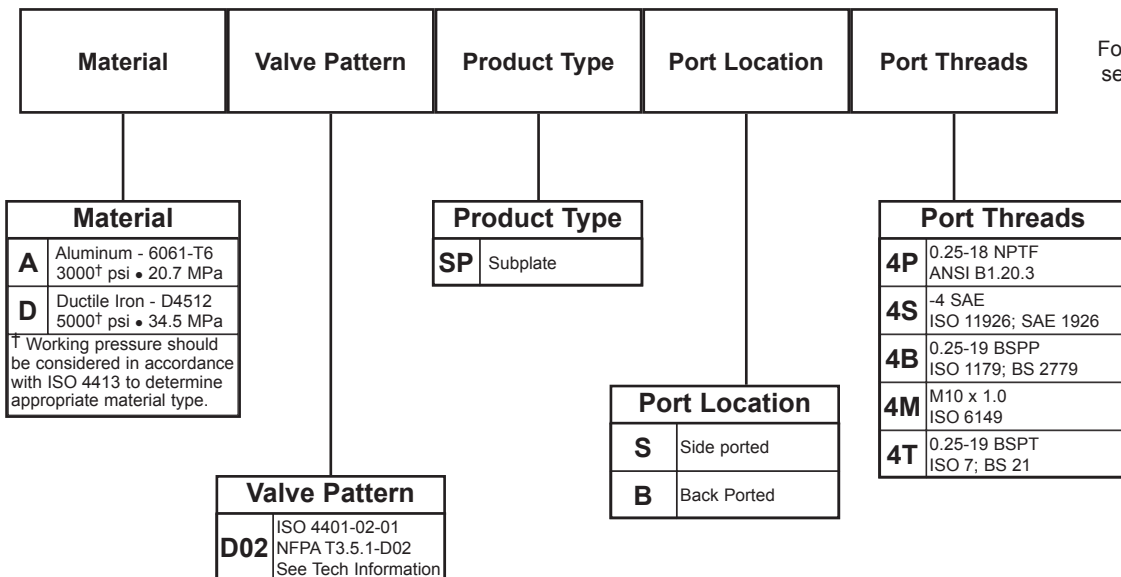 Material
Valve Pattern
Product Type
Port Location
Port Threads
Fo
se
Material
A
Aluminum - 6061-T6
3000† psi • 20.7 MPa
D
Ductile Iron - D4512
5000† psi • 34.5 MPa
† Working pressure should
be considered in accordance
with ISO 4413 to determine
appropriate material type.
Valve Pattern
D02
ISO 4401-02-01
NFPA T3.5.1-D02
See Tech Information
Product Type
SP
Subplate
Port Location
S
Side ported
B
Back Ported
Port Threads
4P
0.25-18 NPTF
ANSI B1.20.3
4S
-4 SAE
ISO 11926; SAE 1926
4B
0.25-19 BSPP
ISO 1179; BS 2779
4M
M10 x 1.0
ISO 6149
4T
0.25-19 BSPT
ISO 7; BS 21